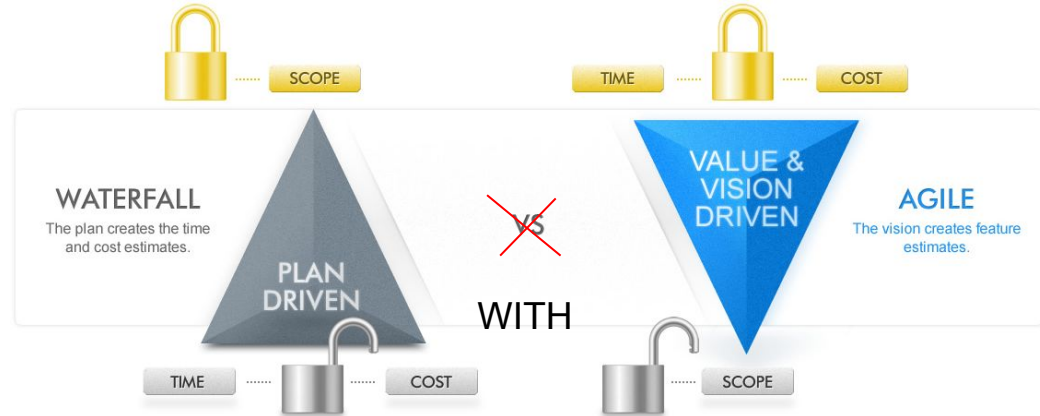 SCOPE
TIME
COST
WATERFALL
The plan creates the time
and cost estimates.
PLAN
DRIVEN
VS
WITH
VALUE &
VISION
DRIVEN
AGILE
The vision creates feature
estimates.
TIME
COST
SCOPE